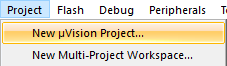 Project Flash Debug Peripherals
New µVision Project...
New Multi-Project Workspace...